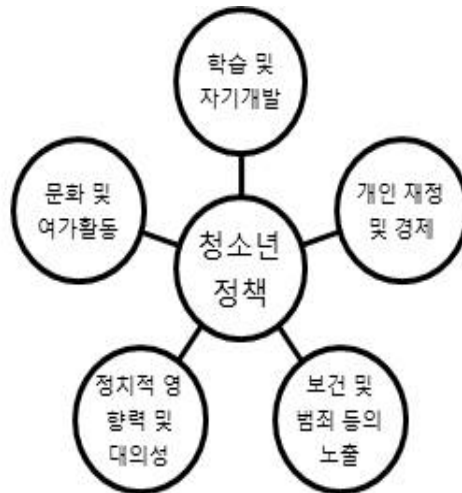 학습 및
자기개발
문화 및
여가활동
개인 재정
및 경제
청소년
정책
정치적 영
향력 및
대의성
보건 및
범죄 등의
노출